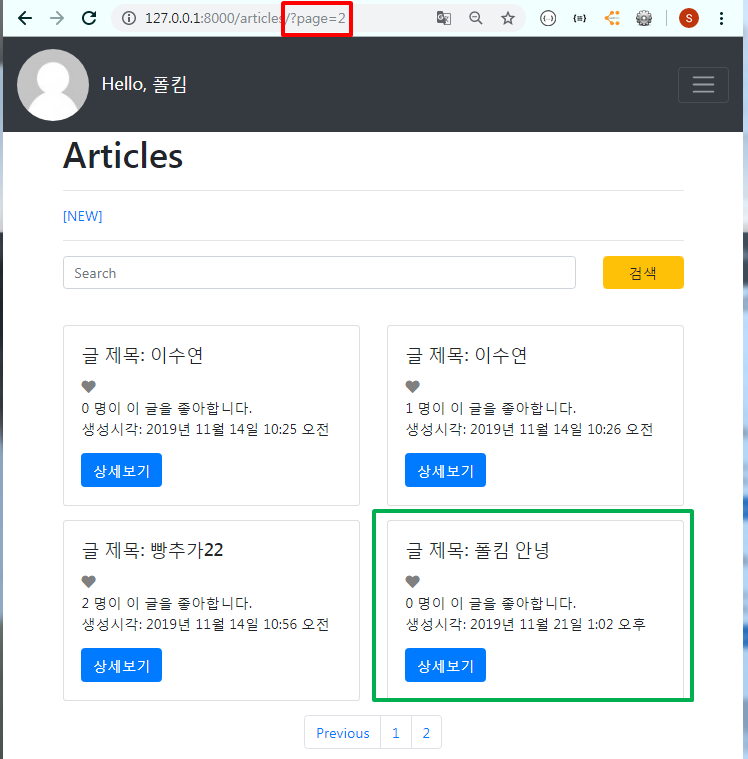 127.0.0.1:8000/articles/?page=2
S
Hello, 폴킴
Articles
[NEW]
Search
검색
글 제목: 이수연
0 명이 이 글을 좋아합니다.
생성시각: 2019년 11월 14일 10:25 오전
상세보기
글 제목: 이수연
1 명이 이 글을 좋아합니다.
생성시각: 2019년 11월 14일 10:26 오전
상세보기
글 제목: 빵추가22
2 명이 이 글을 좋아합니다.
생성시각: 2019년 11월 14일 10:56 오전
상세보기
글 제목: 폴킴 안녕
0 명이 이 글을 좋아합니다.
생성시각: 2019년 11월 21일 1:02 오후
상세보기
Previous 1 2